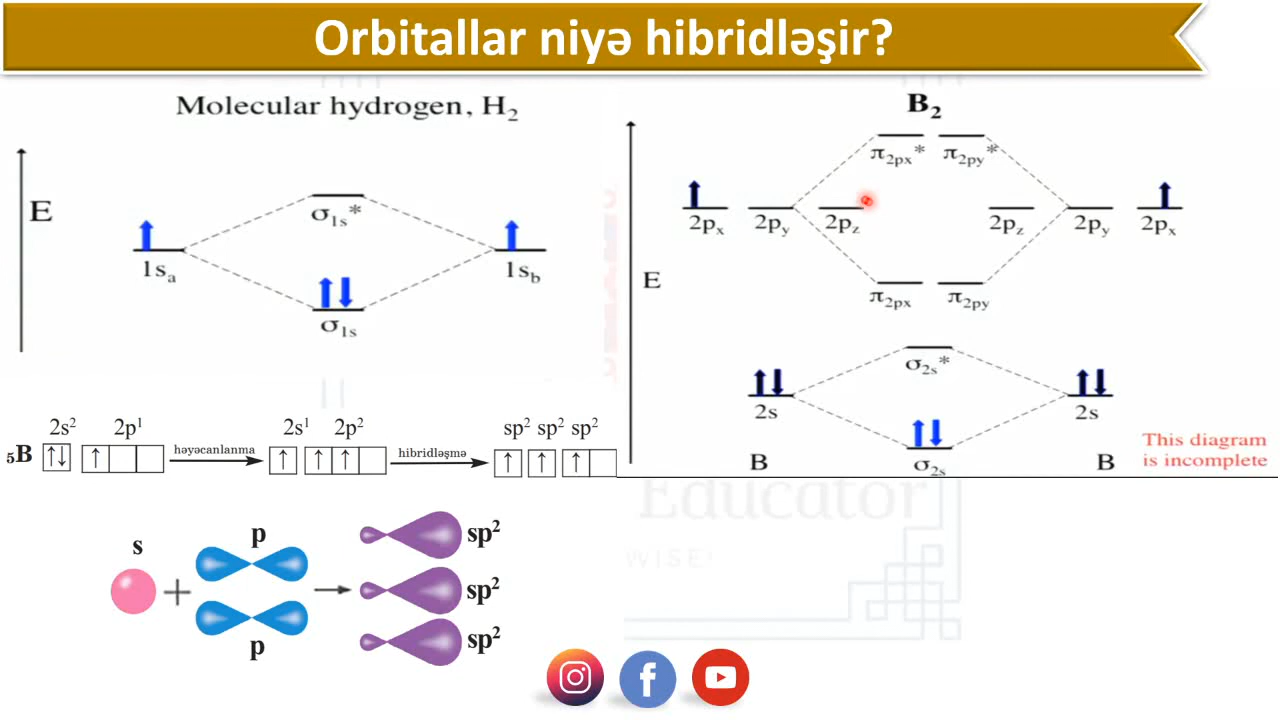 Orbitallar niyə hibridləşir?
Molecular hydrogen, H₂
E
σ₁ₛ*
1sₐ
1s_b
σ₁ₛ
B₂
π₂ₚₓ* π₂ₚᵧ*
2pₓ 2pᵧ 2p_z 2p_z 2pᵧ 2pₓ
E
π₂ₚₓ π₂ₚᵧ
σ₂ₛ*
2s 2s
σ₂ₛ
B B
This diagram
is incomplete
2s² 2p¹ 2s¹ 2p² sp² sp² sp²
₅B həyəcanlanma hibridləşmə
Educator
WISE!
s + p p → sp²
sp²
sp²